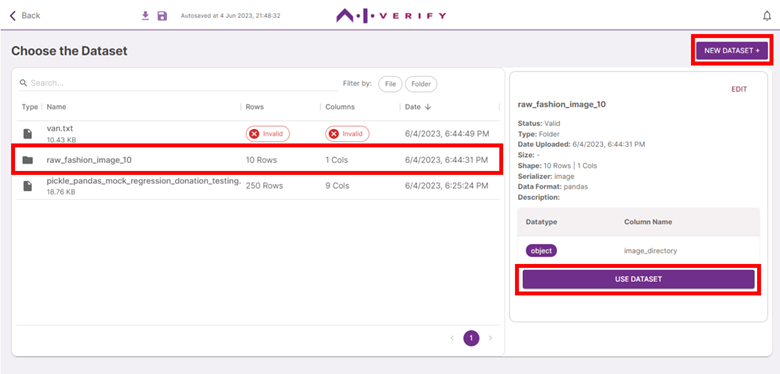 Back
Autosaved at 4 Jun 2023, 21:48:32
VERIFY
Choose the Dataset
NEW DATASET +
Search...
Filter by: File Folder
Type Name Rows Columns Date
van.txt
10.43 KB
Invalid Invalid 6/4/2023, 6:44:49 PM
raw_fashion_image_10 10 Rows 1 Cols 6/4/2023, 6:44:31 PM
pickle_pandas_mock_regression_donation_testing.
18.76 KB
250 Rows 9 Cols 6/4/2023, 6:25:24 PM
1
EDIT
raw_fashion_image_10
Status: Valid
Type: Folder
Date Uploaded: 6/4/2023, 6:44:31 PM
Size: -
Shape: 10 Rows | 1 Cols
Serializer: image
Data Format: pandas
Description:
Datatype Column Name
object image_directory
USE DATASET